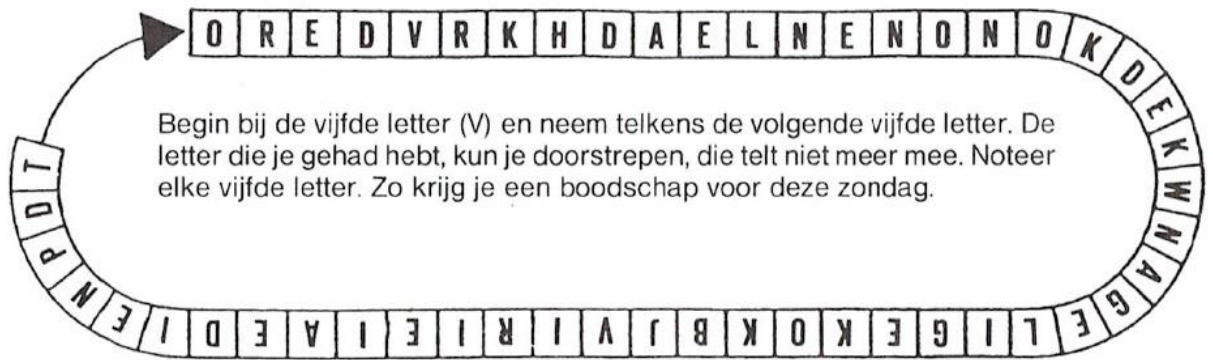 O R E D V R K H D A E L N E N O N O K D E K W N A G E L I G E K O K B J V I R I E I A E D I E N P D T
Begin bij de vijfde letter (V) en neem telkens de volgende vijfde letter. De
letter die je gehad hebt, kun je doorstrepen, die telt niet meer mee. Noteer
elke vijfde letter. Zo krijg je een boodschap voor deze zondag.